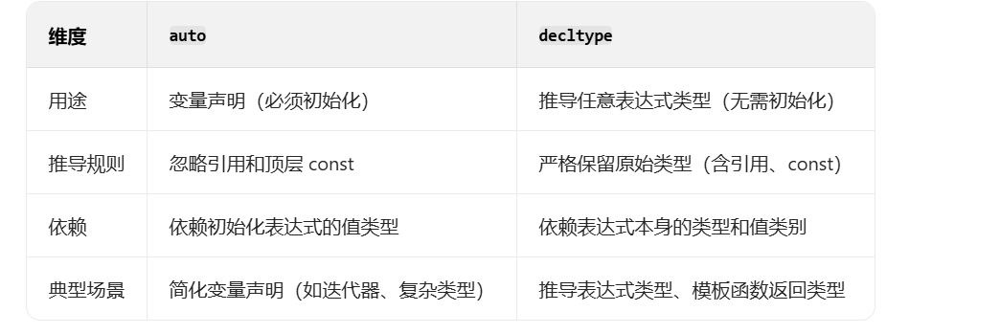 维度 auto decltype
用途 变量声明（必须初始化） 推导任意表达式类型（无需初始化）
推导规则 忽略引用和顶层 const 严格保留原始类型（含引用、const）
依赖 依赖初始化表达式的值类型 依赖表达式本身的类型和值类别
典型场景 简化变量声明（如迭代器、复杂类型） 推导表达式类型、模板函数返回类型